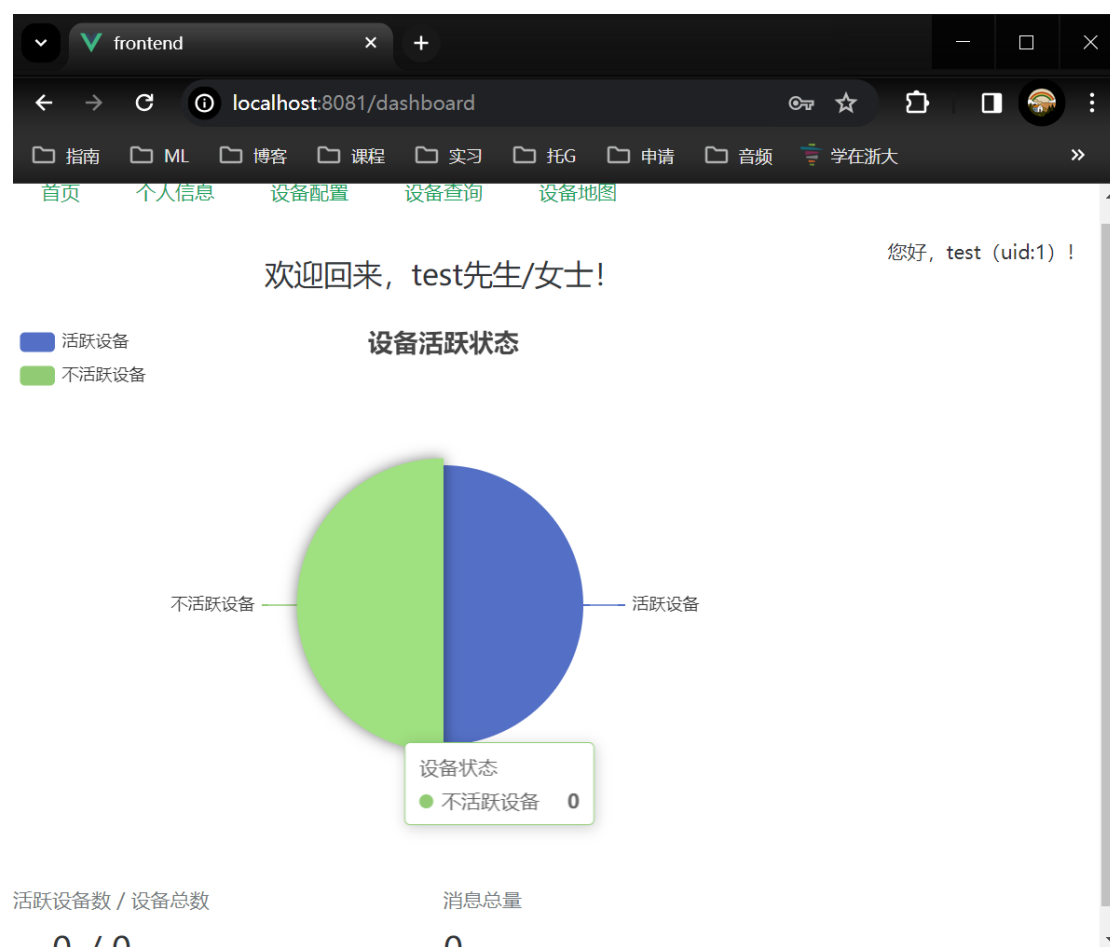 frontend
localhost:8081/dashboard
指南 ML 博客 课程 实习 托G 申请 音频 学在浙大
首页 个人信息 设备配置 设备查询 设备地图
您好，test（uid:1）！
欢迎回来，test先生/女士！
设备活跃状态
活跃设备
不活跃设备
不活跃设备
活跃设备
设备状态
不活跃设备 0
活跃设备数 / 设备总数 消息总量
0 / 0 0